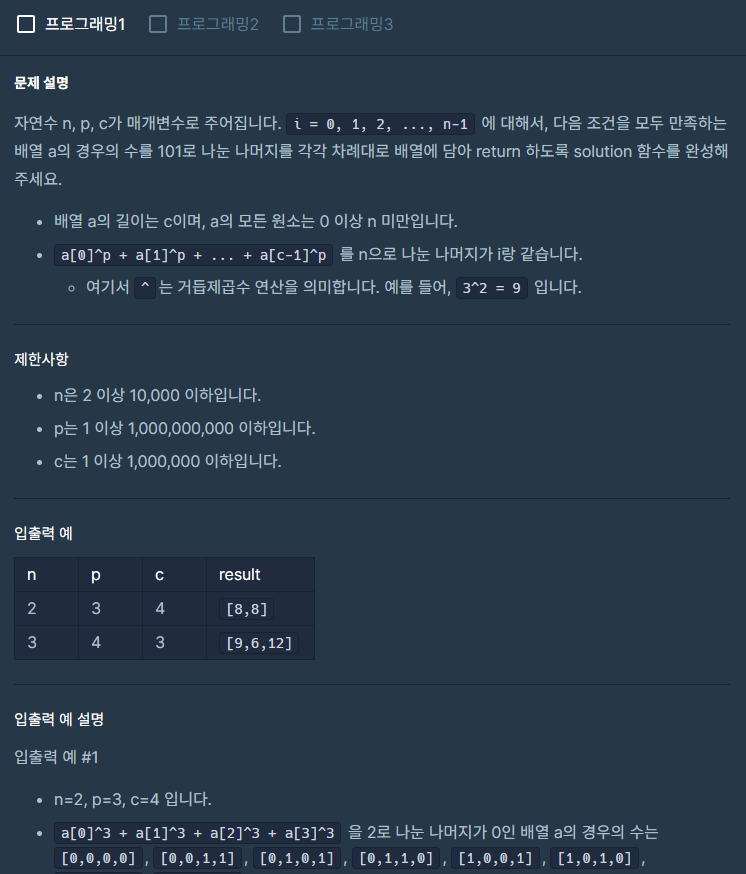 프로그래밍1 프로그래밍2 프로그래밍3
문제 설명
자연수 n, p, c가 매개변수로 주어집니다. i = 0, 1, 2, ..., n-1 에 대해서, 다음 조건을 모두 만족하는
배열 a의 경우의 수를 101로 나눈 나머지를 각각 차례대로 배열에 담아 return 하도록 solution 함수를 완성해
주세요.
배열 a의 길이는 c이며, a의 모든 원소는 0 이상 n 미만입니다.
a[0]^p + a[1]^p + ... + a[c-1]^p 를 n으로 나눈 나머지가 i랑 같습니다.
여기서 ^ 는 거듭제곱수 연산을 의미합니다. 예를 들어, 3^2 = 9 입니다.
제한사항
n은 2 이상 10,000 이하입니다.
p는 1 이상 1,000,000,000 이하입니다.
c는 1 이상 1,000,000 이하입니다.
입출력 예
n p c result
2 3 4 [8,8]
3 4 3 [9,6,12]
입출력 예 설명
입출력 예 #1
n=2, p=3, c=4 입니다.
a[0]^3 + a[1]^3 + a[2]^3 + a[3]^3 을 2로 나눈 나머지가 0인 배열 a의 경우의 수는
[0,0,0,0] , [0,0,1,1] , [0,1,0,1] , [0,1,1,0] , [1,0,0,1] , [1,0,1,0] ,